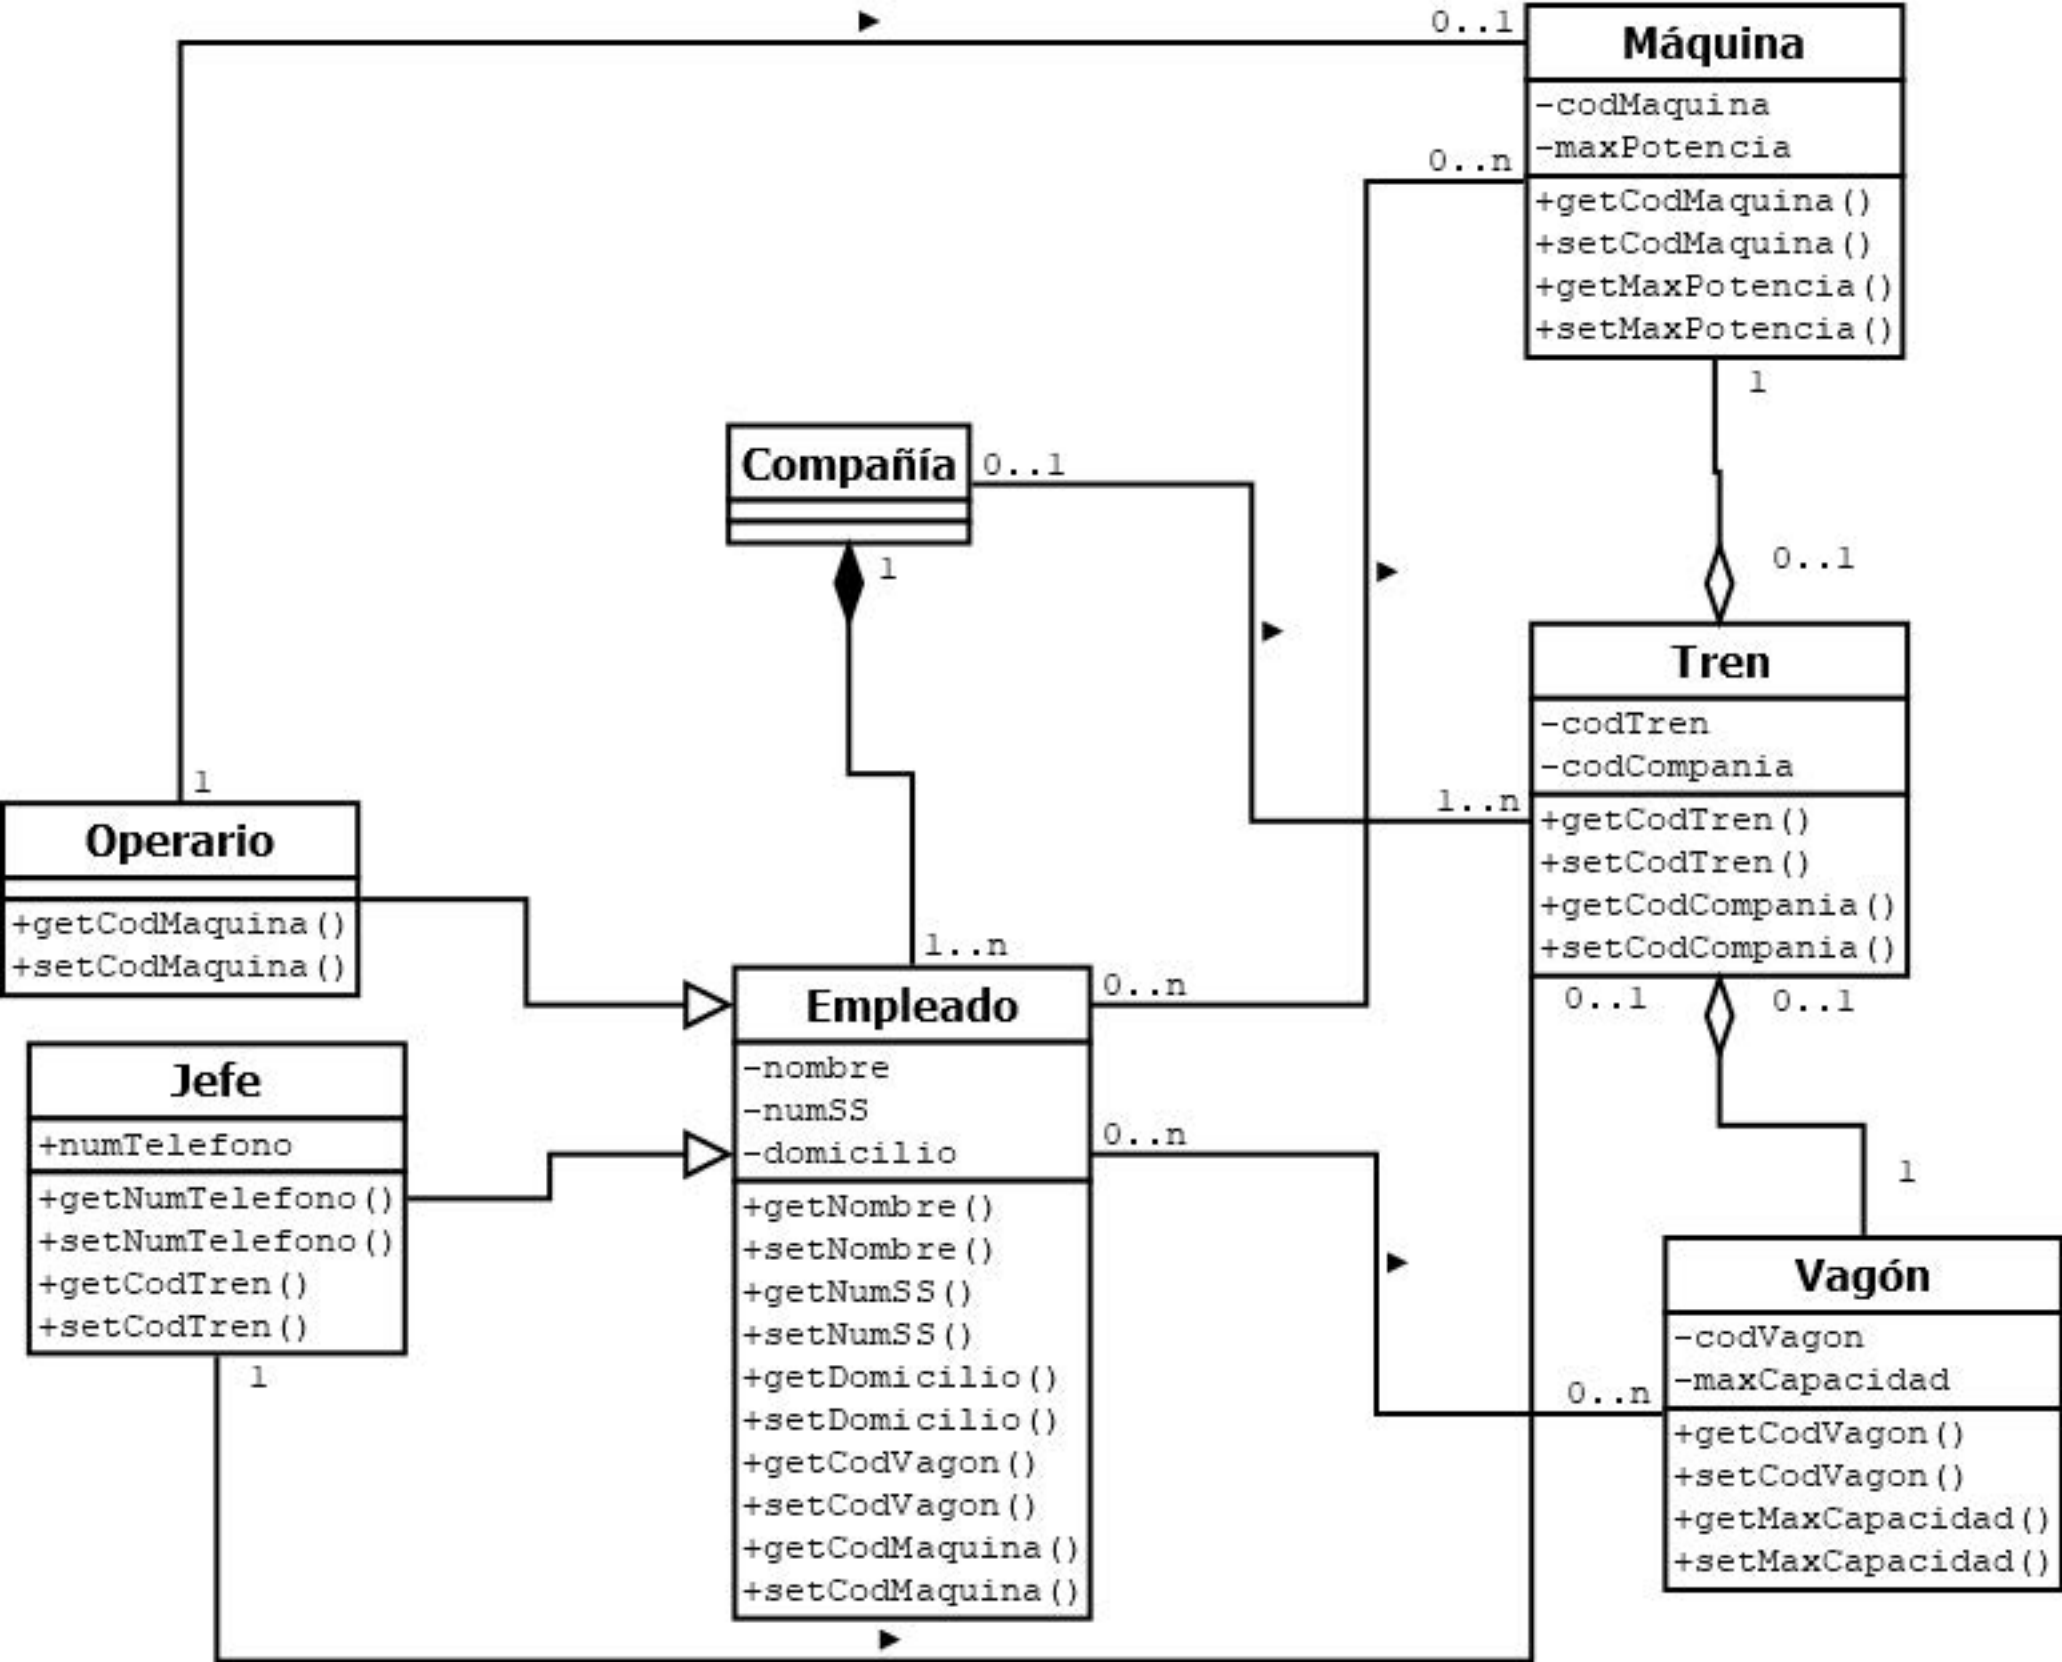 0..1
Máquina
-codMaquina
-maxPotencia
0..n
+getCodMaquina()
+setCodMaquina()
+getMaxPotencia()
+setMaxPotencia()
1
Compañía
0..1
1
0..1
Tren
-codTren
-codCompania
1..n
+getCodTren()
+setCodTren()
+getCodCompania()
+setCodCompania()
0..1
0..1
1
Operario
+getCodMaquina()
+setCodMaquina()
1..n
Empleado
0..n
-nombre
-numSS
-domicilio
0..n
+getNombre()
+setNombre()
+getNumSS()
+setNumSS()
+getDomicilio()
+setDomicilio()
+getCodVagon()
+setCodVagon()
+getCodMaquina()
+setCodMaquina()
Jefe
+numTelefono
+getNumTelefono()
+setNumTelefono()
+getCodTren()
+setCodTren()
1
1
Vagón
-codVagon
-maxCapacidad
0..n
+getCodVagon()
+setCodVagon()
+getMaxCapacidad()
+setMaxCapacidad()